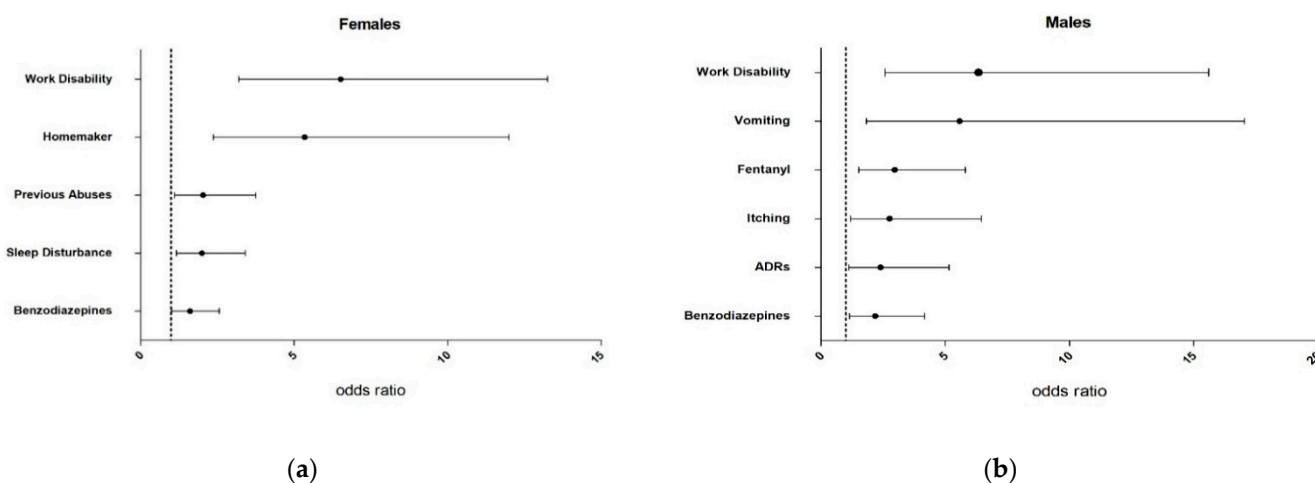 Females
Work Disability
Homemaker
Previous Abuses
Sleep Disturbance
Benzodiazepines
0 5 10 15
odds ratio
(a)
Males
Work Disability
Vomiting
Fentanyl
Itching
ADRs
Benzodiazepines
0 5 10 15 20
odds ratio
(b)